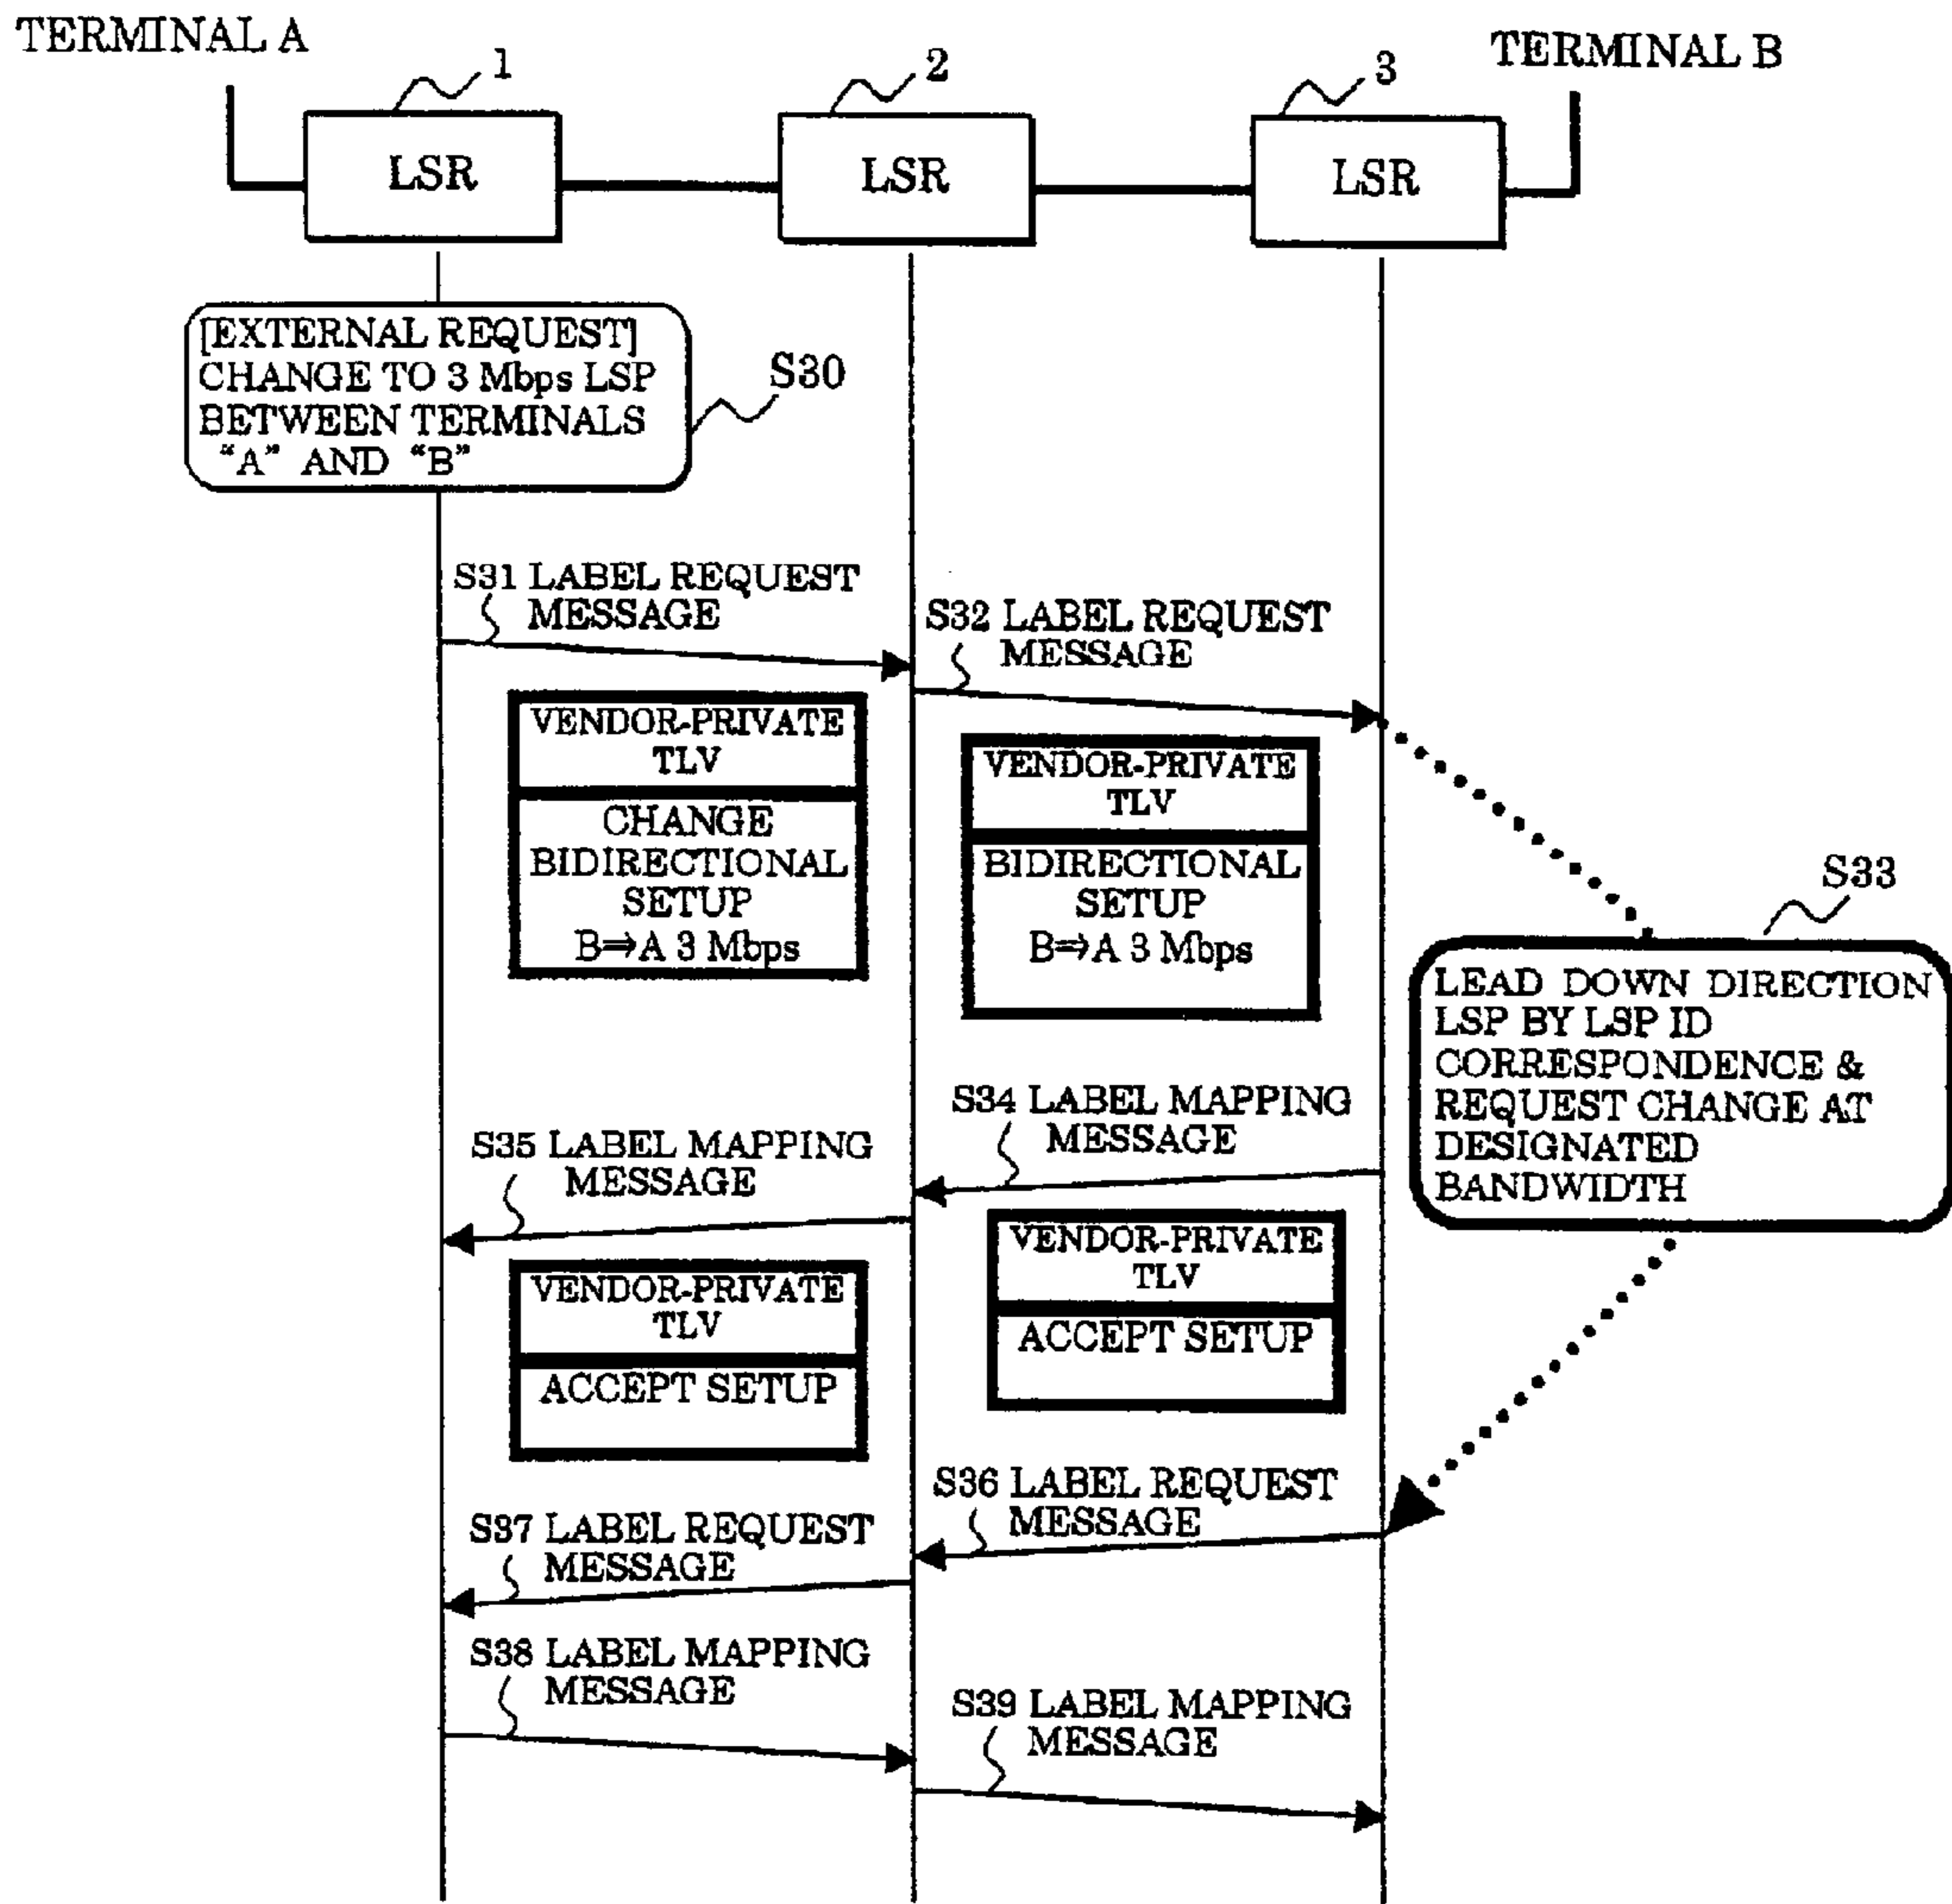 TERMINAL A
1
2
3
TERMINAL B
LSR
LSR
LSR
[EXTERNAL REQUEST]
CHANGE TO 3 Mbps LSP
BETWEEN TERMINALS
“A” AND “B”
S30
S31 LABEL REQUEST
MESSAGE
S32 LABEL REQUEST
MESSAGE
VENDOR-PRIVATE
TLV
CHANGE
BIDIRECTIONAL
SETUP
B⇒A 3 Mbps
VENDOR-PRIVATE
TLV
BIDIRECTIONAL
SETUP
B⇒A 3 Mbps
S33
LEAD DOWN DIRECTION
LSP BY LSP ID
CORRESPONDENCE &
REQUEST CHANGE AT
DESIGNATED
BANDWIDTH
S34 LABEL MAPPING
MESSAGE
S35 LABEL MAPPING
MESSAGE
VENDOR-PRIVATE
TLV
ACCEPT SETUP
VENDOR-PRIVATE
TLV
ACCEPT SETUP
S36 LABEL REQUEST
MESSAGE
S37 LABEL REQUEST
MESSAGE
S38 LABEL MAPPING
MESSAGE
S39 LABEL MAPPING
MESSAGE